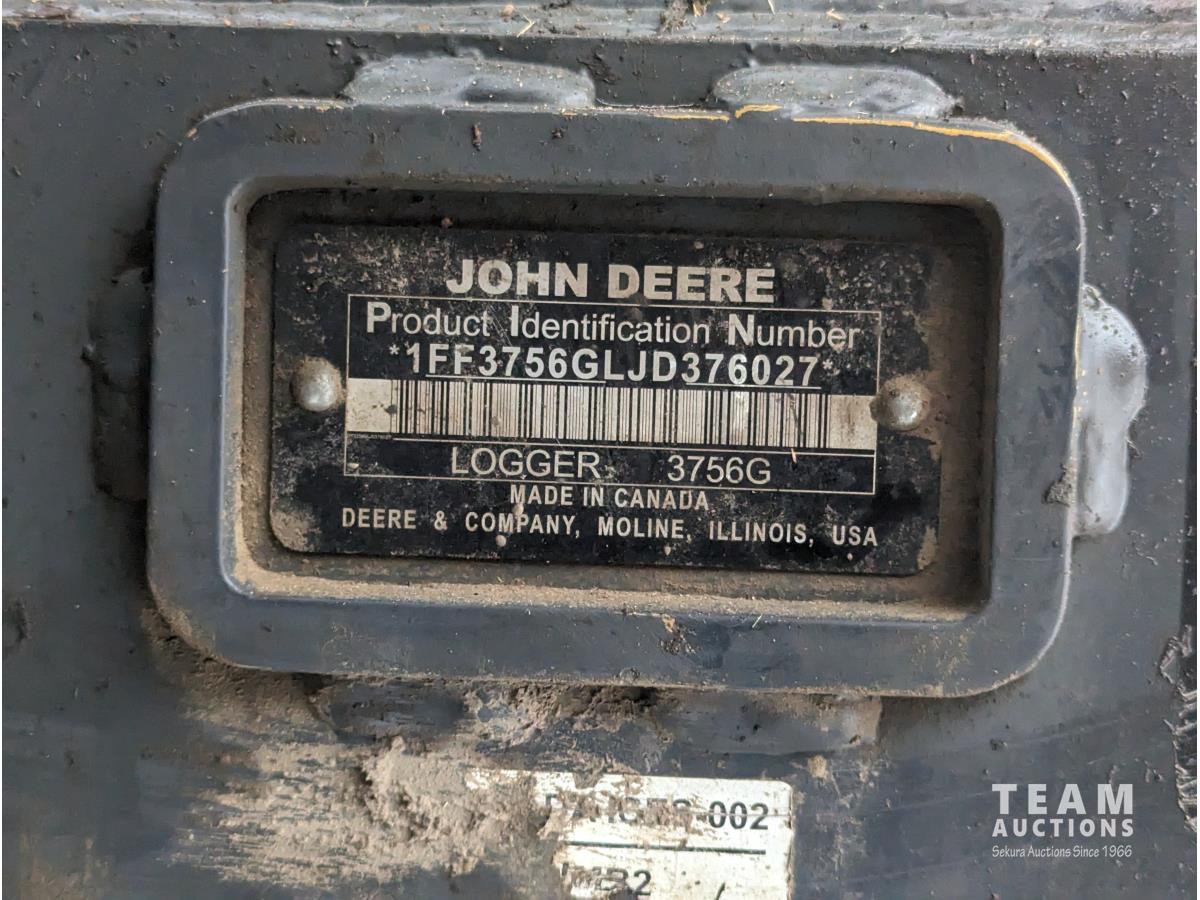 JOHN DEERE
Product Identification Number
*1FF3756GLJD376027*
LOGGER 3756G
MADE IN CANADA
DEERE & COMPANY, MOLINE, ILLINOIS, USA
-002
TEAM
AUCTIONS
Sekura Auctions Since 1966